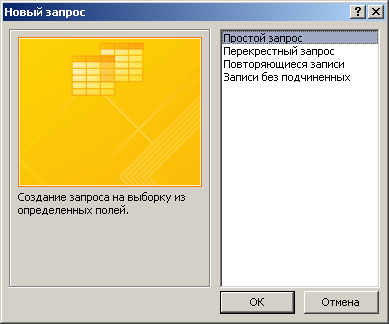 Новый запрос
Простой запрос
Перекрестный запрос
Повторяющиеся записи
Записи без подчиненных
Создание запроса на выборку из
определенных полей.
ОК
Отмена